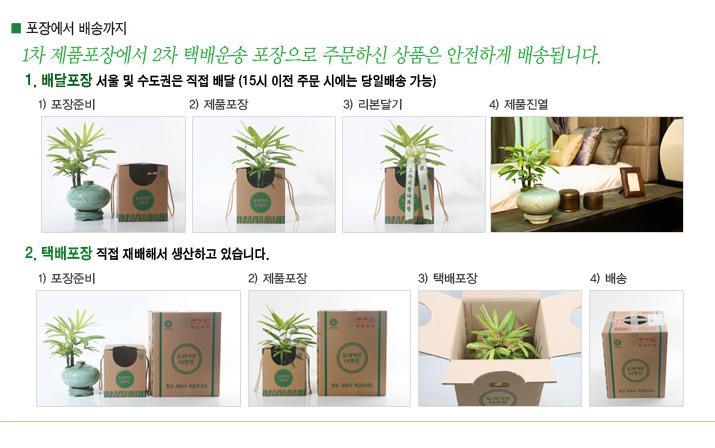 ■ 포장에서 배송까지
1차 제품포장에서 2차 택배운송 포장으로 주문하신 상품은 안전하게 배송됩니다.
1. 배달포장 서울 및 수도권은 직접 배달 (15시 이전 주문 시에는 당일배송 가능)
1) 포장준비 2) 제품포장 3) 리본달기 4) 제품진열
2. 택배포장 직접 재배해서 생산하고 있습니다.
1) 포장준비 2) 제품포장 3) 택배포장 4) 배송